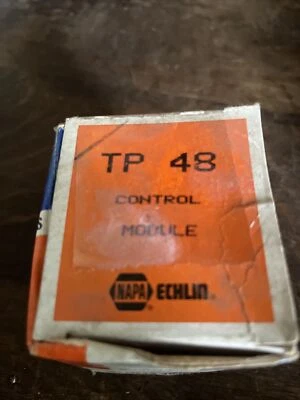 TP 48
CONTROL
MODULE
NAPA ECHLIN